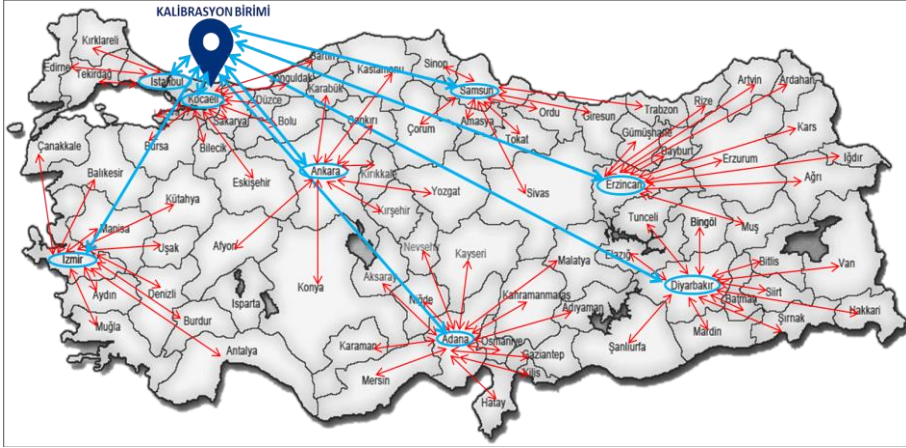 KALİBRASYON BİRİMİ
Kırklareli
Edirne
Tekirdağ
İstanbul
Kocaeli
Sakarya
Düzce
Bolu
Bartın
Karabük
Kastamonu
Sinop
Samsun
Çorum
Amasya
Tokat
Ordu
Giresun
Trabzon
Rize
Artvin
Ardahan
Gümüşhane
Bayburt
Kars
Erzurum
Iğdır
Ağrı
Erzincan
Çanakkale
Balıkesir
Bursa
Bilecik
Eskişehir
Kütahya
Ankara
Kırıkkale
Yozgat
Kırşehir
Sivas
Tunceli
Bingöl
Muş
Manisa
Uşak
Afyon
İzmir
Aydın
Denizli
Isparta
Burdur
Muğla
Antalya
Konya
Aksaray
Nevşehir
Kayseri
Niğde
Malatya
Kahramanmaraş
Adıyaman
Elazığ
Diyarbakır
Bitlis
Van
Siirt
Batman
Hakkari
Şırnak
Mardin
Şanlıurfa
Karaman
Adana
Osmaniye
Gaziantep
Kilis
Mersin
Hatay